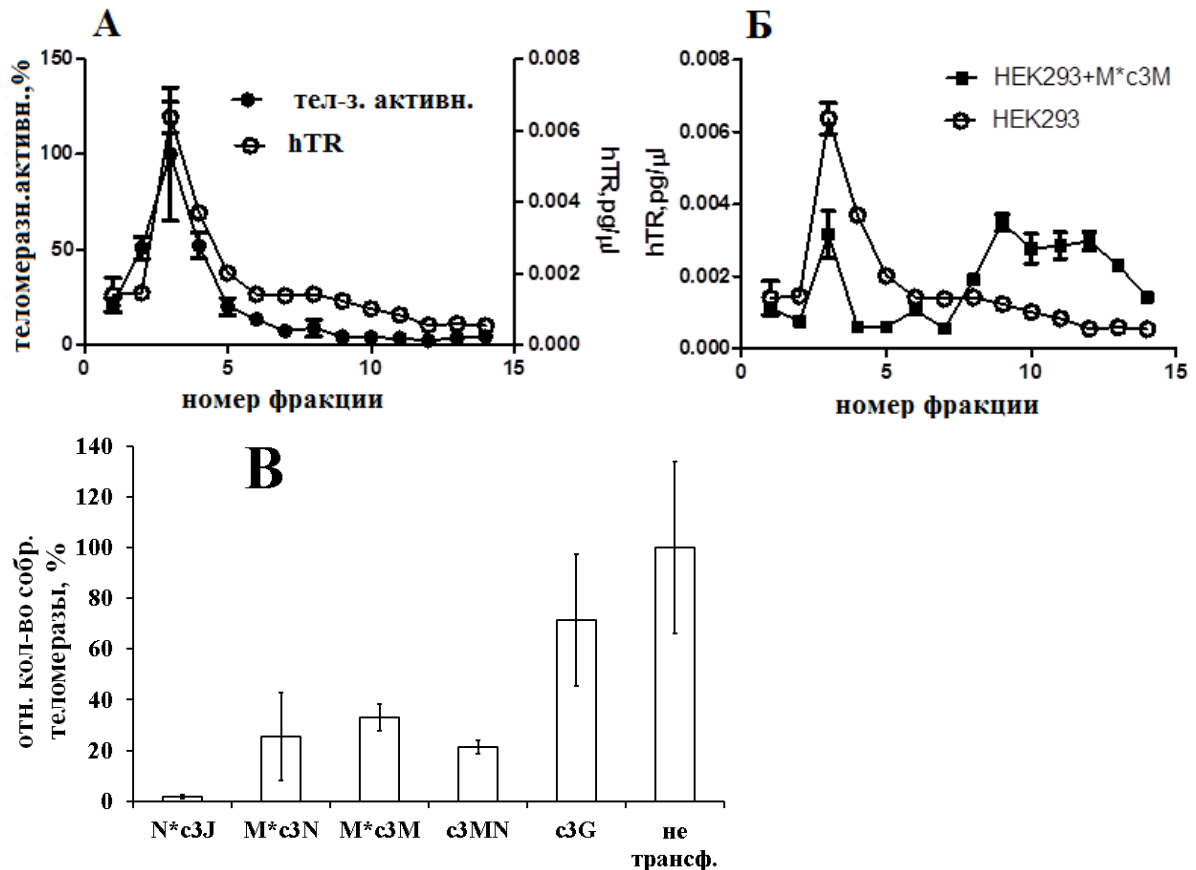 А
теломеразн.активн.,%
150
100
50
0
0.008
0.006
0.004
0.002
0.000
hTR,pg/µl
тел-з. активн.
hTR
0 5 10 15
номер фракции
Б
hTR,pg/µl
0.008
0.006
0.004
0.002
0.000
HEK293+M*c3M
HEK293
0 5 10 15
номер фракции
В
отн. кол-во собр.
теломеразы, %
140
120
100
80
60
40
20
0
N*c3J M*c3N M*c3M c3MN c3G не
трансф.